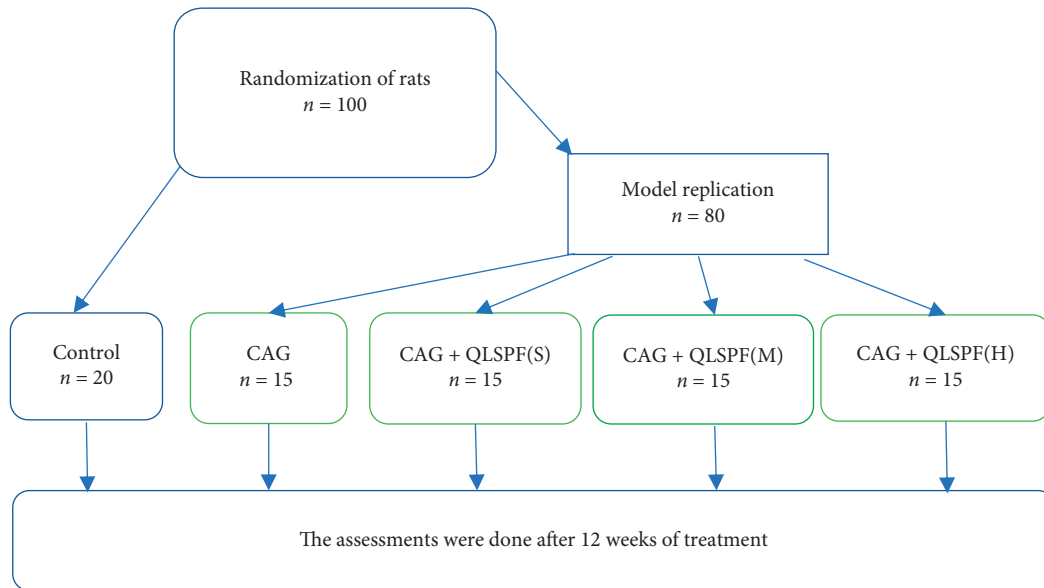 Randomization of rats
n = 100
Model replication
n = 80
Control
n = 20
CAG
n = 15
CAG + QLSPF(S)
n = 15
CAG + QLSPF(M)
n = 15
CAG + QLSPF(H)
n = 15
The assessments were done after 12 weeks of treatment